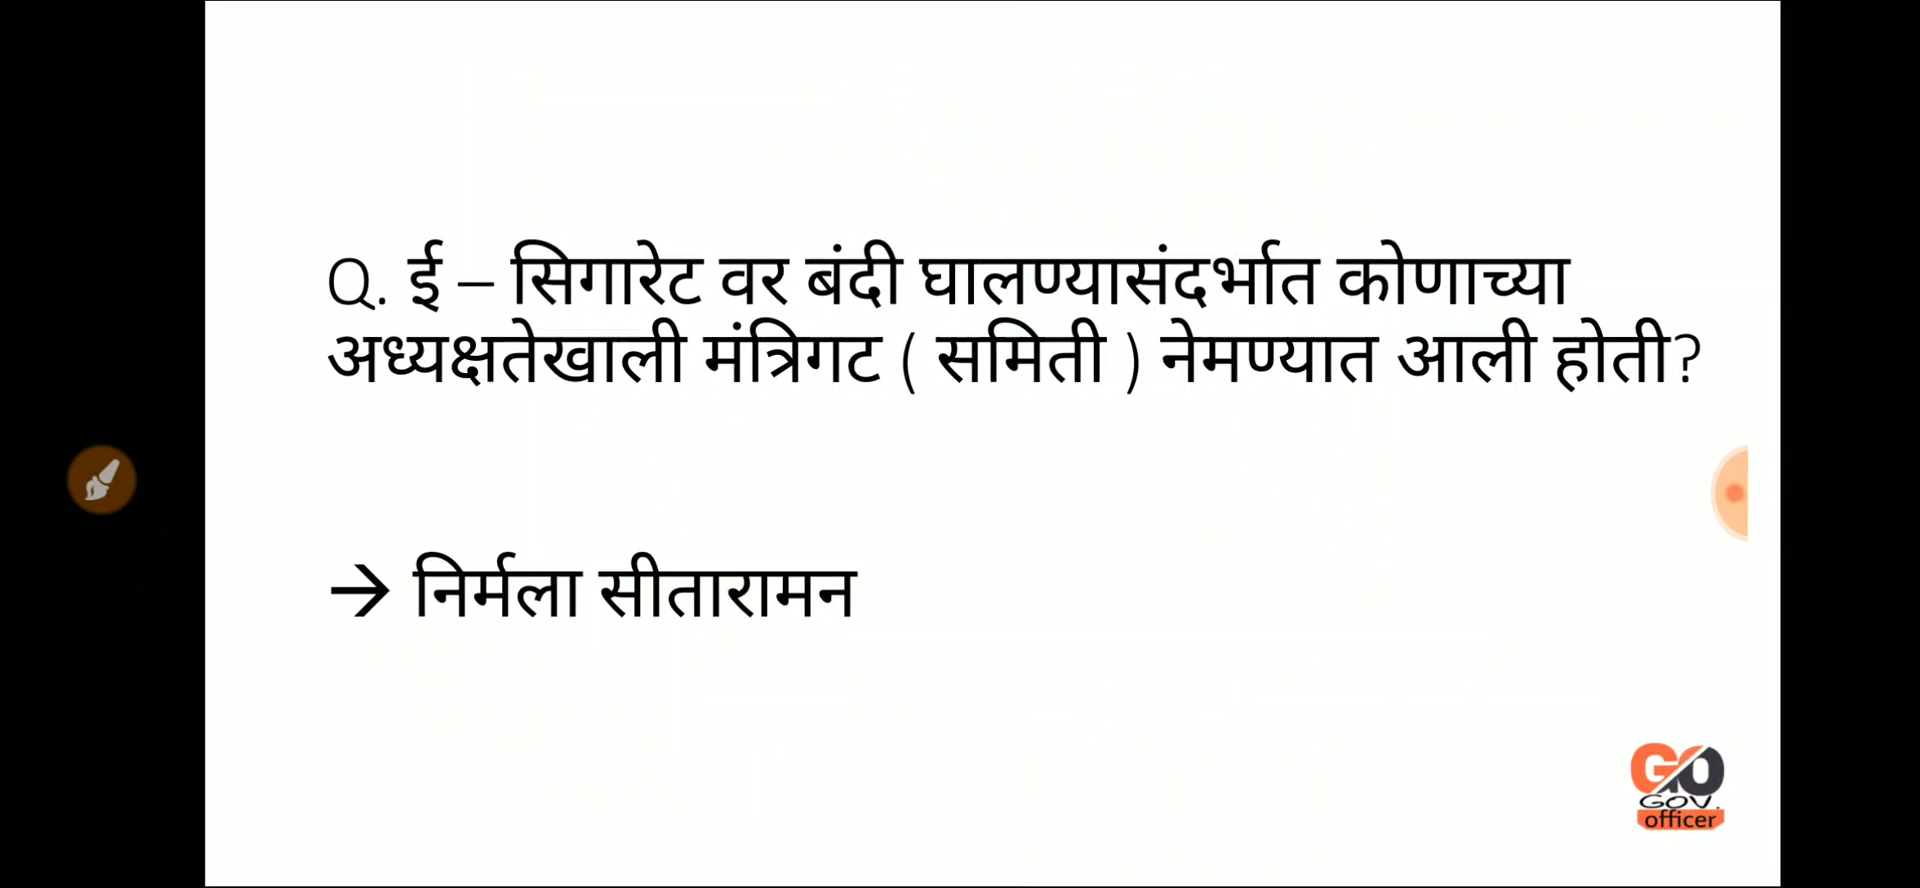 Q. ई – सिगारेट वर बंदी घालण्यासंदर्भात कोणाच्या
अध्यक्षतेखाली मंत्रिगट ( समिती ) नेमण्यात आली होती?
→ निर्मला सीतारामन
GO
GOV.
officer